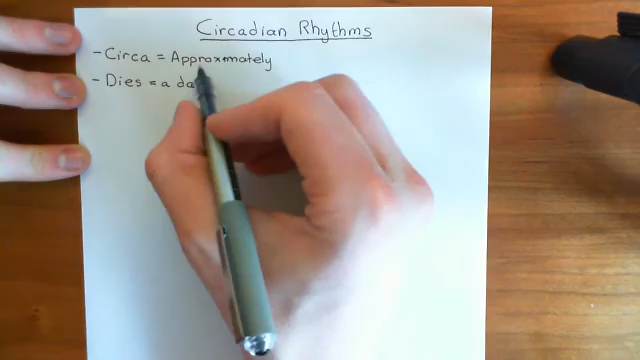 Circadian Rhythms
- Circa = Approximately
- Dies = a da